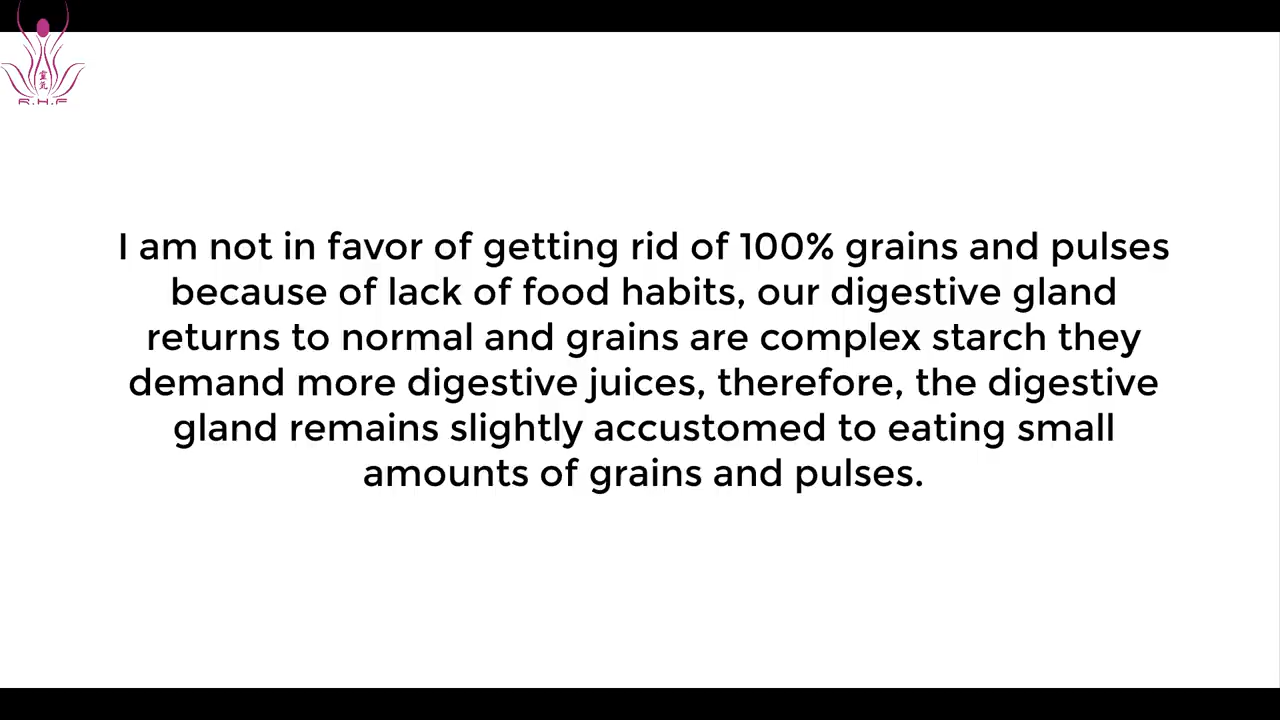 靈
氣
R.H.F
I am not in favor of getting rid of 100% grains and pulses
because of lack of food habits, our digestive gland
returns to normal and grains are complex starch they
demand more digestive juices, therefore, the digestive
gland remains slightly accustomed to eating small
amounts of grains and pulses.